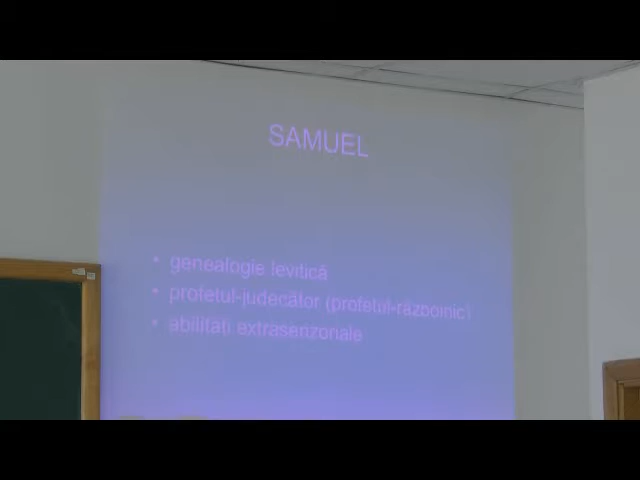 SAMUEL
• genealogie levitică
• profetul-judecător (profetul-războinic)
• abilități extrasenzoriale